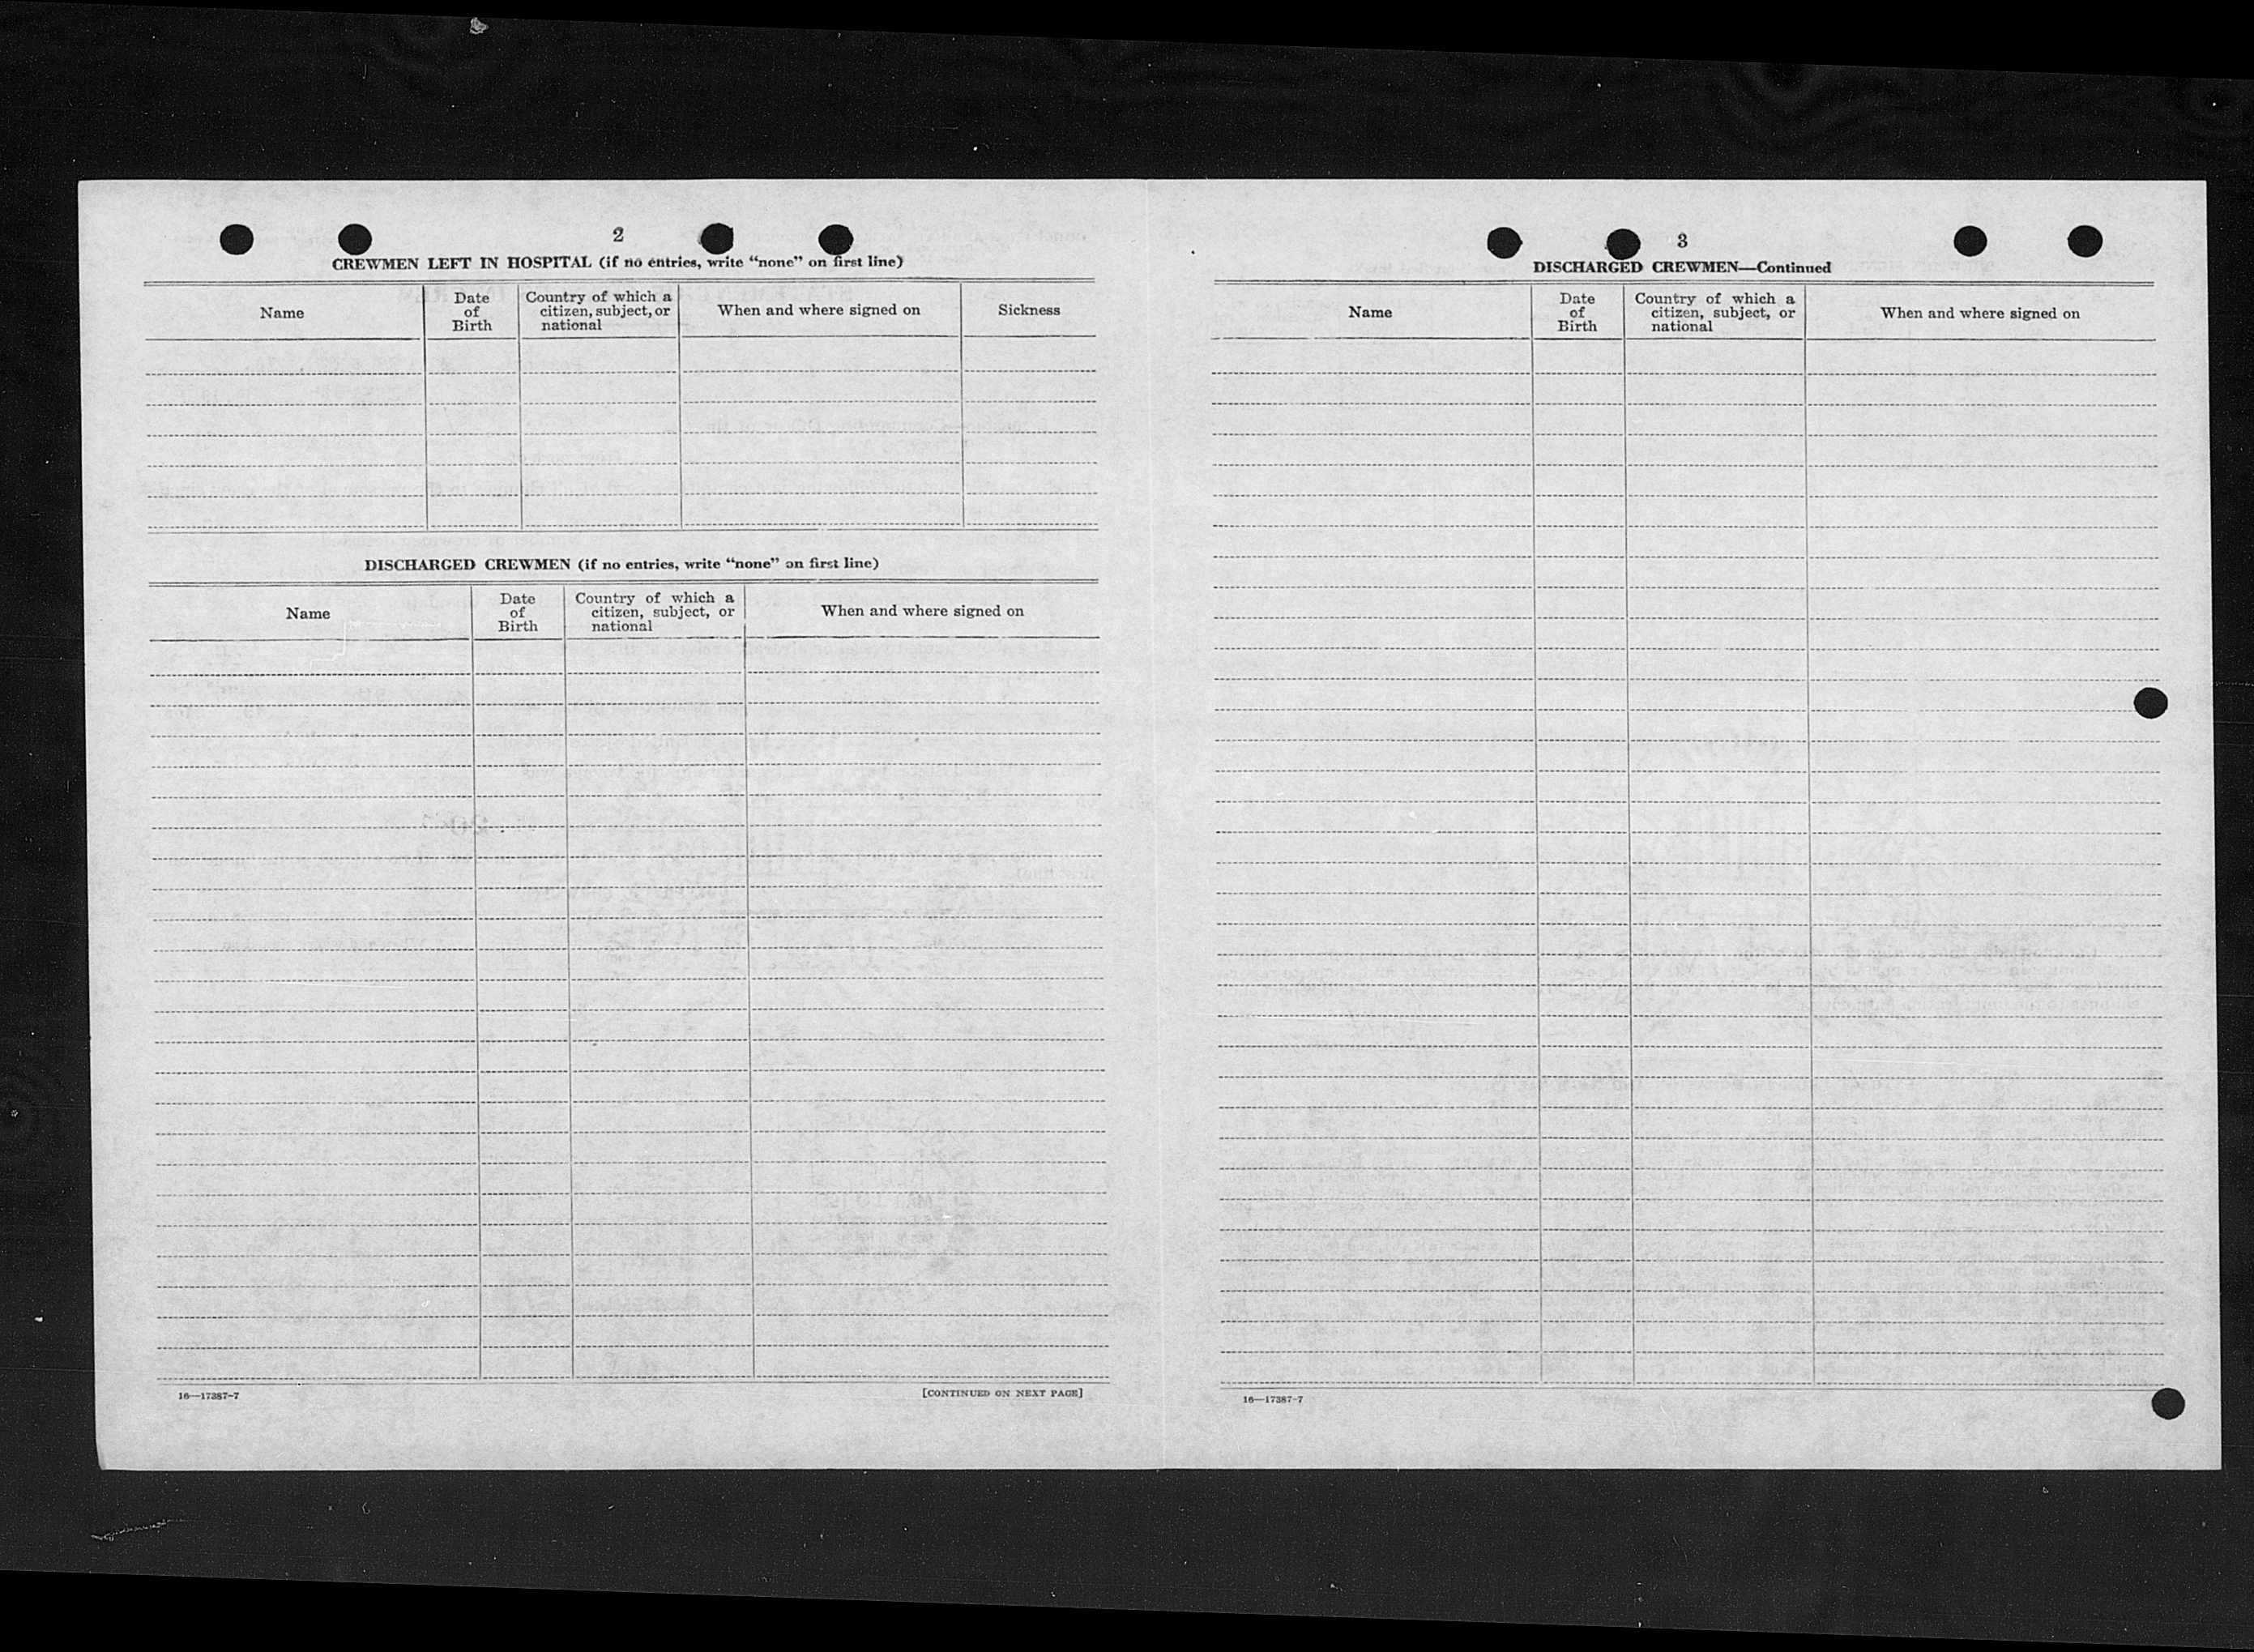 2
CREWMEN LEFT IN HOSPITAL (if no entries, write “none” on first line)
Name
Date
of
Birth
Country of which a
citizen, subject, or
national
When and where signed on
Sickness
DISCHARGED CREWMEN (if no entries, write “none” on first line)
Name
Date
of
Birth
Country of which a
citizen, subject, or
national
When and where signed on
16—17387-7
[CONTINUED ON NEXT PAGE]
3
DISCHARGED CREWMEN—Continued
Name
Date
of
Birth
Country of which a
citizen, subject, or
national
When and where signed on
16—17387-7